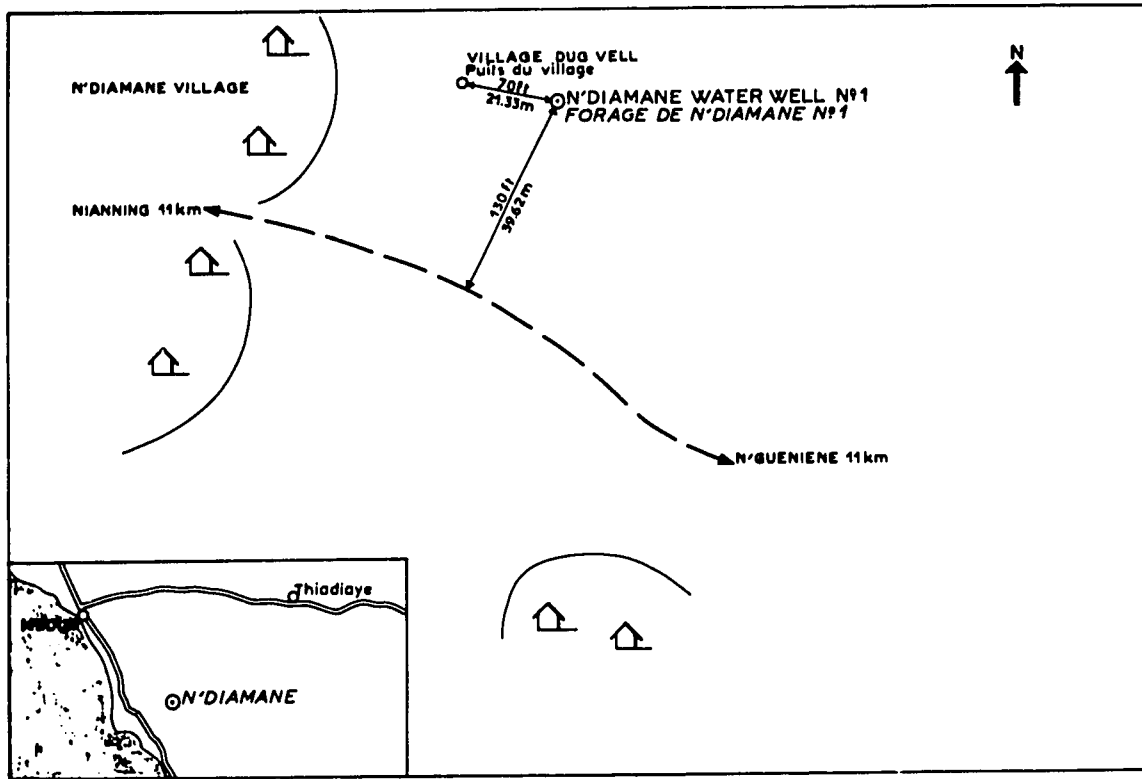 VILLAGE DUG VELL
Puits du village
N
N'DIAMANE VILLAGE
70ft
21.33m
N'DIAMANE WATER WELL Nº1
FORAGE DE N'DIAMANE Nº1
130ft
39.62m
NIANNING 11km
N'GUENIENE 11km
Thiadiaye
N'DIAMANE